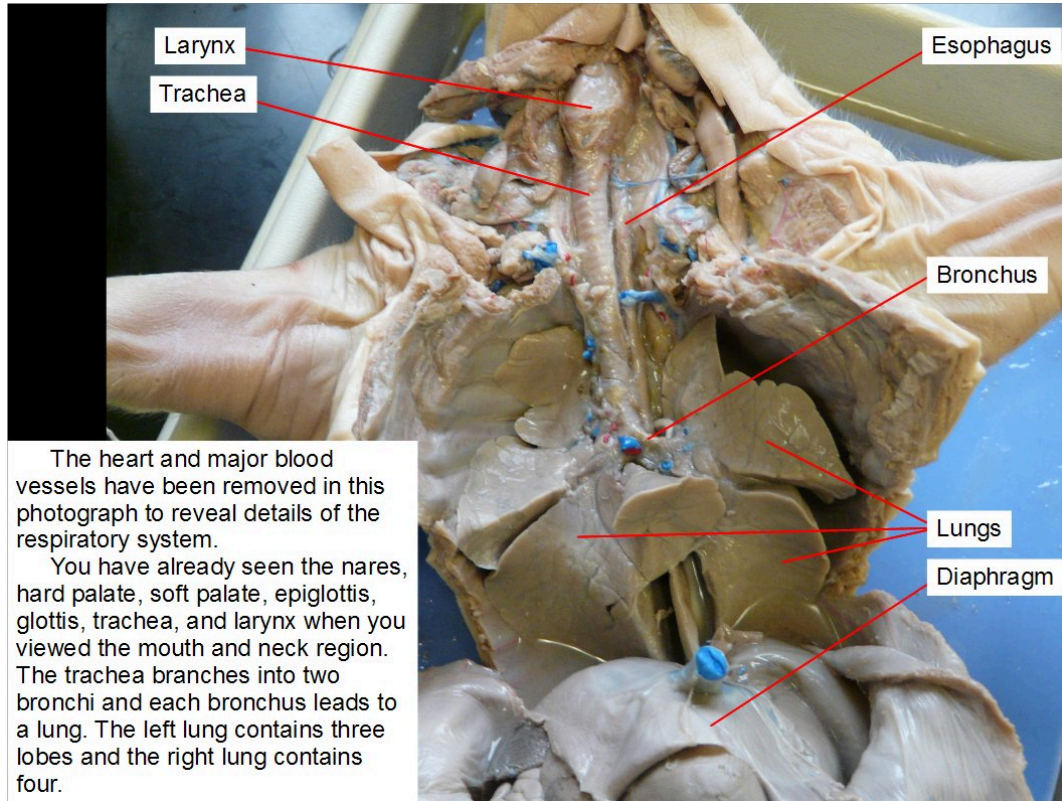 Larynx
Esophagus
Trachea
Bronchus
Lungs
Diaphragm
The heart and major blood
vessels have been removed in this
photograph to reveal details of the
respiratory system.
You have already seen the nares,
hard palate, soft palate, epiglottis,
glottis, trachea, and larynx when you
viewed the mouth and neck region.
The trachea branches into two
bronchi and each bronchus leads to
a lung. The left lung contains three
lobes and the right lung contains
four.